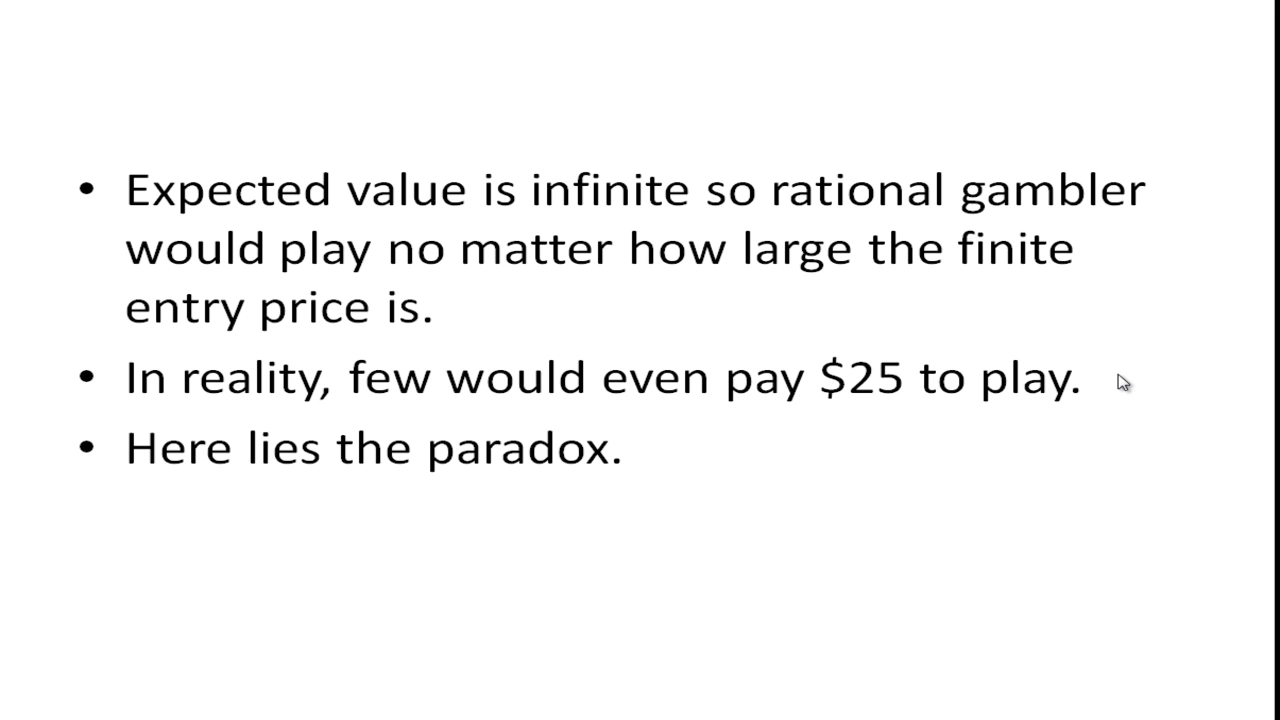 • Expected value is infinite so rational gambler
would play no matter how large the finite
entry price is.
• In reality, few would even pay $25 to play.
• Here lies the paradox.